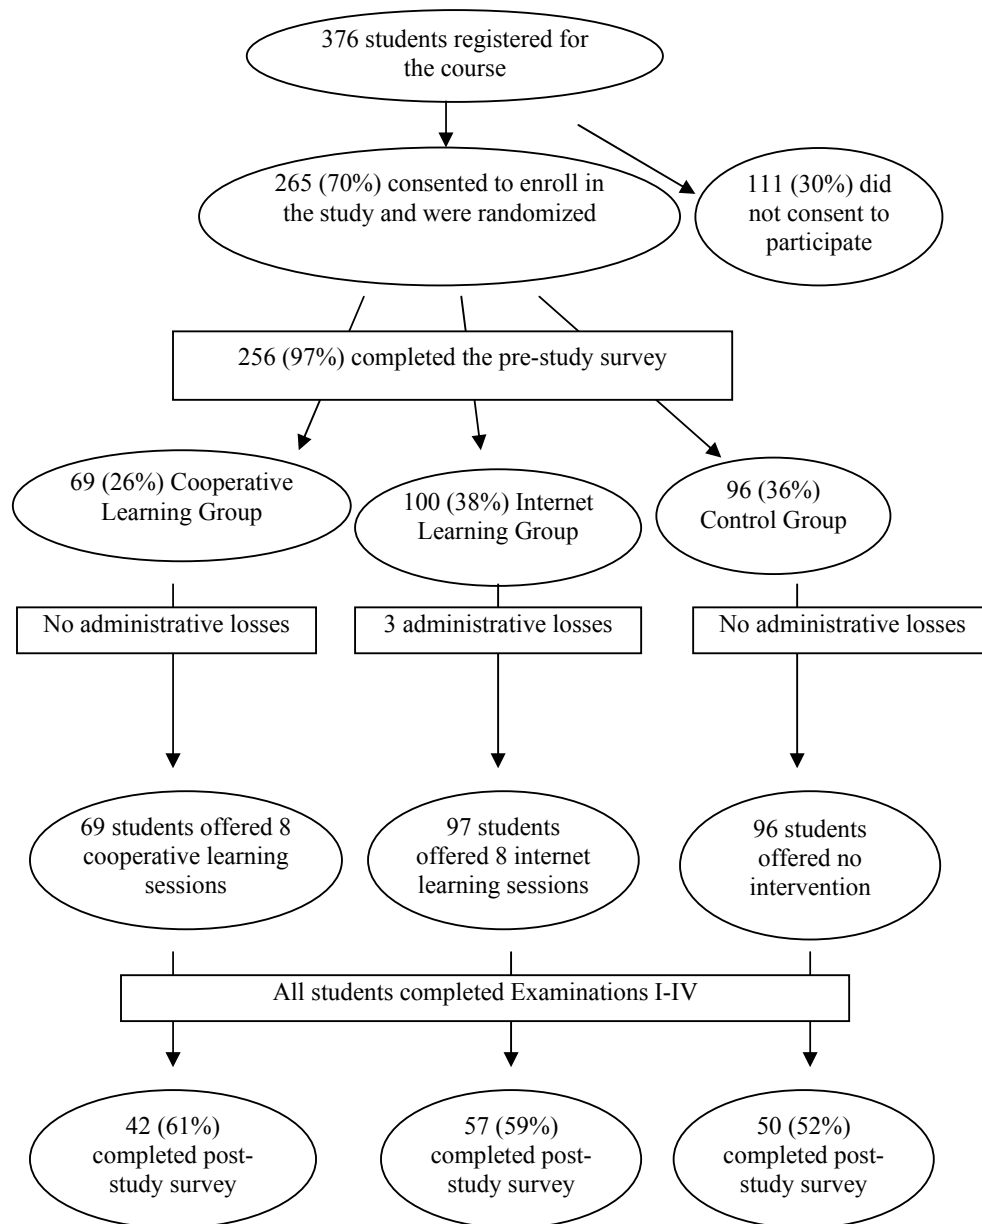 376 students registered for
the course
265 (70%) consented to enroll in
the study and were randomized
111 (30%) did
not consent to
participate
256 (97%) completed the pre-study survey
69 (26%) Cooperative
Learning Group
100 (38%) Internet
Learning Group
96 (36%)
Control Group
No administrative losses
3 administrative losses
No administrative losses
69 students offered 8
cooperative learning
sessions
97 students
offered 8 internet
learning sessions
96 students
offered no
intervention
All students completed Examinations I-IV
42 (61%)
completed post-
study survey
57 (59%)
completed post-
study survey
50 (52%)
completed post-
study survey